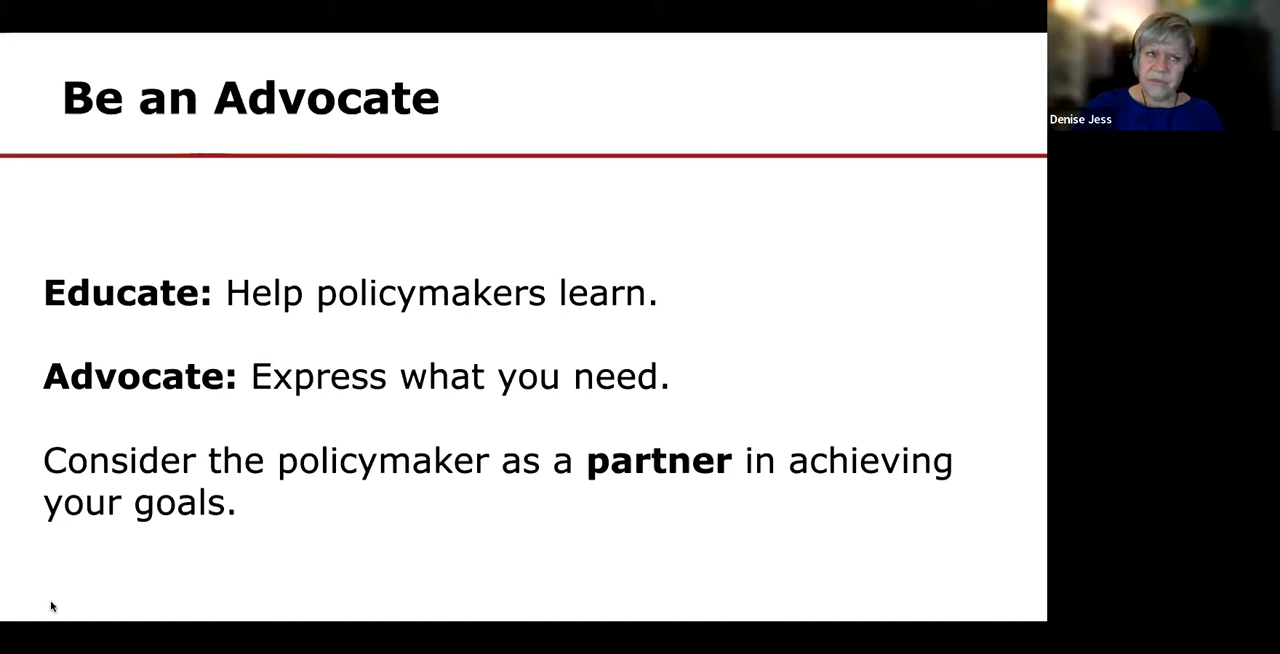 Be an Advocate
Denise Jess
Educate: Help policymakers learn.
Advocate: Express what you need.
Consider the policymaker as a partner in achieving
your goals.